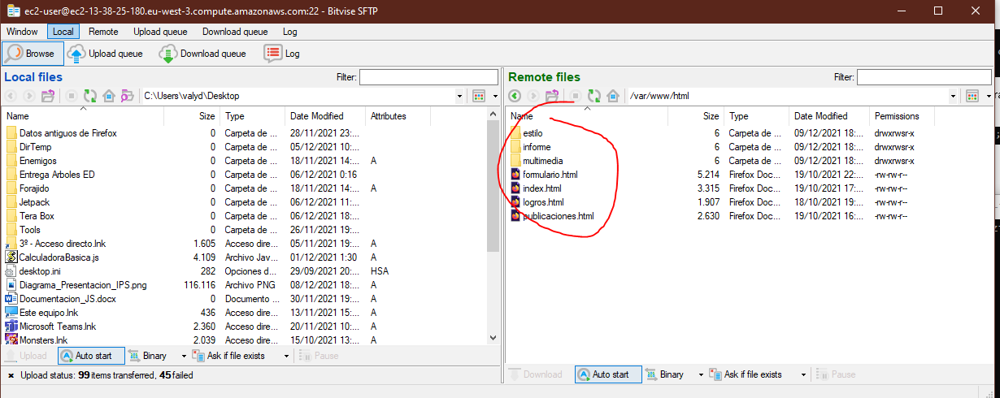 ec2-user@ec2-13-38-25-180.eu-west-3.compute.amazonaws.com:22 - Bitvise SFTP
Window Local Remote Upload queue Download queue Log
Browse Upload queue Download queue Log
Local files Filter:
C:\Users\valyd\Desktop
Name Size Type Date Modified Attributes
Datos antiguos de Firefox 0 Carpeta de ... 28/11/2021 23:...
DirTemp 0 Carpeta de ... 05/12/2021 10:...
Enemigos 0 Carpeta de ... 18/11/2021 14:... A
Entrega Arboles ED 0 Carpeta de ... 06/12/2021 0:16
Forajido 0 Carpeta de ... 18/11/2021 14:... A
Jetpack 0 Carpeta de ... 06/12/2021 11:...
Tera Box 0 Carpeta de ... 06/12/2021 18:...
Tools 0 Carpeta de ... 26/11/2021 19:...
3º - Acceso directo.lnk 1.605 Acceso dire... 05/11/2021 19:... A
CalculadoraBasica.js 4.109 Archivo Jav... 01/12/2021 1:30 A
desktop.ini 282 Opciones d... 29/09/2021 20:... HSA
Diagrama_Presentacion_IPS.png 116.116 Archivo PNG 08/12/2021 18:... A
Documentacion_JS.docx 0 Documento ... 30/11/2021 19:... A
Este equipo.lnk 436 Acceso dire... 13/11/2021 15:... A
Microsoft Teams.lnk 2.360 Acceso dire... 20/11/2021 10:... A
Monsters.lnk 2.039 Acceso dire... 15/10/2021 13:... A
Upload Auto start Binary Ask if file exists Pause
Upload status: 99 items transferred, 45 failed
Remote files Filter:
/var/www/html
Name Size Type Date Modified Permissions
estilo 6 Carpeta de ... 09/12/2021 18:... drwxrwsr-x
informe 6 Carpeta de ... 09/12/2021 18:... drwxrwsr-x
multimedia 6 Carpeta de ... 09/12/2021 18:... drwxrwsr-x
formulario.html 5.214 Firefox Doc... 19/10/2021 22:... -rw-rw-r--
index.html 3.315 Firefox Doc... 19/10/2021 17:... -rw-rw-r--
logros.html 1.907 Firefox Doc... 18/10/2021 19:... -rw-rw-r--
publicaciones.html 2.630 Firefox Doc... 19/10/2021 16:... -rw-rw-r--
Download Auto start Binary Ask if file exists Pause